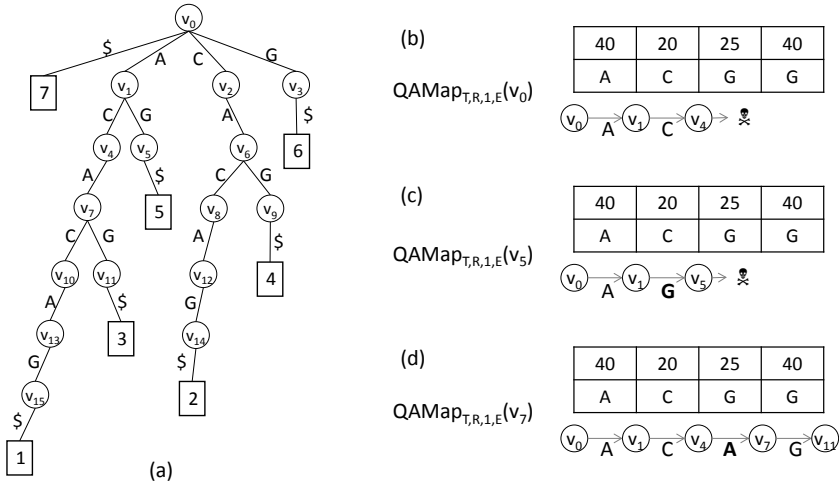 v0
$ A C G
7 v1 v2 v3
C G A $
v4 v5 v6 6
A $ C G
v7 5 v8 v9
C G A $
v10 v11 v12 4
A $ G
v13 3 v14
G $
v15 2
$
1
(a)
(b)
40 20 25 40
A C G G
QAMapT,R,1,E(v0)
v0 A v1 C v4
(c)
40 20 25 40
A C G G
QAMapT,R,1,E(v5)
v0 A v1 G v5
(d)
40 20 25 40
A C G G
QAMapT,R,1,E(v7)
v0 A v1 C v4 A v7 G v11